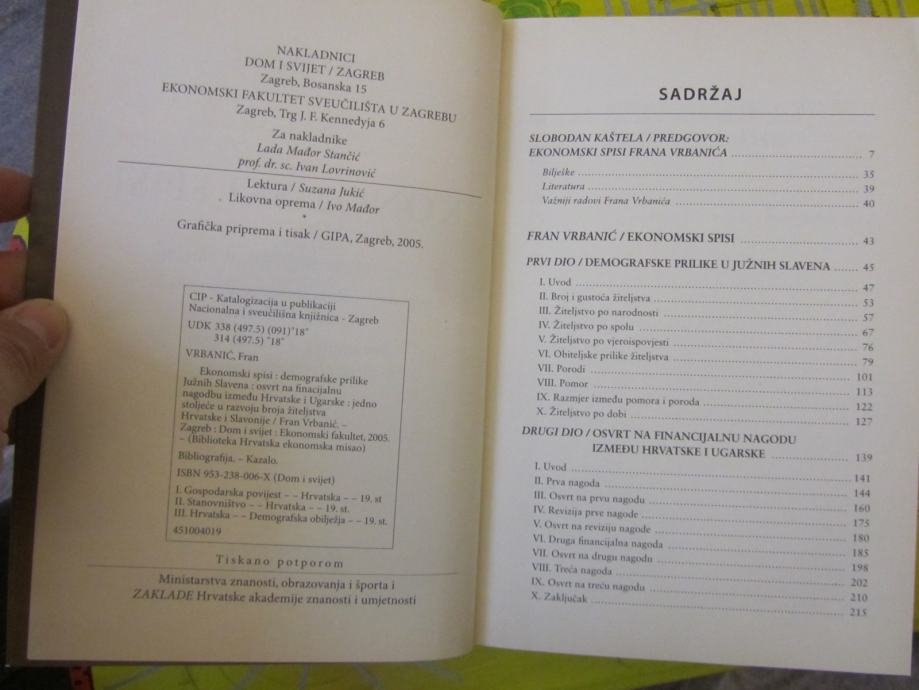 NAKLADNICI
DOM I SVIJET / ZAGREB
Zagreb, Bosanska 15
EKONOMSKI FAKULTET SVEUČILIŠTA U ZAGREBU
Zagreb, Trg J. F. Kennedyja 6
Za nakladnike
Lada Mađor Stančić
prof. dr. sc. Ivan Lovrinović
Lektura / Suzana Jukić
Likovna oprema / Ivo Mađor
*
Grafička priprema i tisak / GIPA, Zagreb, 2005.
CIP - Katalogizacija u publikaciji
Nacionalna i sveučilišna knjižnica - Zagreb
UDK 338 (497.5) (091)"18"
314 (497.5) "18"
VRBANIĆ, Fran
Ekonomski spisi : demografske prilike
Južnih Slavena : osvrt na finacijalnu
nagodbu između Hrvatske i Ugarske : jedno
stoljeće u razvoju broja žiteljstva
Hrvatske i Slavonije / Fran Vrbanić. –
Zagreb : Dom i svijet : Ekonomski fakultet, 2005.
– (Biblioteka Hrvatska ekonomska misao)
Bibliografija. – Kazalo.
ISBN 953-238-006-X (Dom i svijet)
I. Gospodarska povijest – – Hrvatska – – 19. st
II. Stanovništvo – – Hrvatska – – 19. st.
III. Hrvatska – – Demografska obilježja – – 19. st.
451004019
Tiskano potporom
Ministarstva znanosti, obrazovanja i športa i
ZAKLADE Hrvatske akademije znanosti i umjetnosti
SADRŽAJ
SLOBODAN KAŠTELA / PREDGOVOR:
EKONOMSKI SPISI FRANA VRBANIĆA 7
Bilješke 35
Literatura 39
Važniji radovi Frana Vrbanića 40
FRAN VRBANIĆ / EKONOMSKI SPISI 43
PRVI DIO / DEMOGRAFSKE PRILIKE U JUŽNIH SLAVENA 45
I. Uvod 47
II. Broj i gustoća žiteljstva 53
III. Žiteljstvo po narodnosti 57
IV. Žiteljstvo po spolu 67
V. Žiteljstvo po vjeroispovjesti 76
VI. Obiteljske prilike žiteljstva 79
VII. Porodi 101
VIII. Pomor 113
IX. Razmjer između pomora i poroda 122
X. Žiteljstvo po dobi 127
DRUGI DIO / OSVRT NA FINANCIJALNU NAGODU
IZMEĐU HRVATSKE I UGARSKE 139
I. Uvod 141
II. Prva nagoda 144
III. Osvrt na prvu nagodu 160
IV. Revizija prve nagode 175
V. Osvrt na reviziju nagode 180
VI. Druga financijalna nagoda 185
VII. Osvrt na drugu nagodu 198
VIII. Treća nagoda 202
IX. Osvrt na treću nagodu 210
X. Zaključak 215